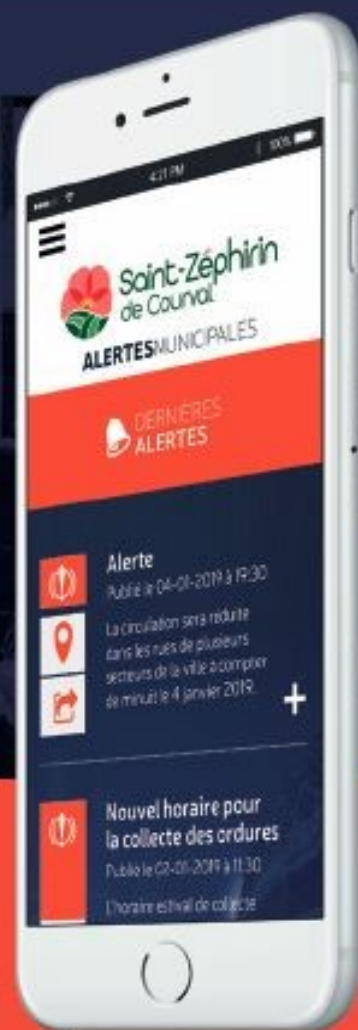 4:21 PM
100%
Saint-Zéphirin
de Courval
ALERTESMUNICIPALES
DERNIÈRES
ALERTES
Alerte
Publié le 04-01-2019 à 19:30
La circulation sera réduite
dans les rues de plusieurs
secteurs de la ville à compter
de minuit le 4 janvier 2019.
+
Nouvel horaire pour
la collecte des ordures
Publié le 02-01-2019 à 11:30
L'horaire estival de collecte